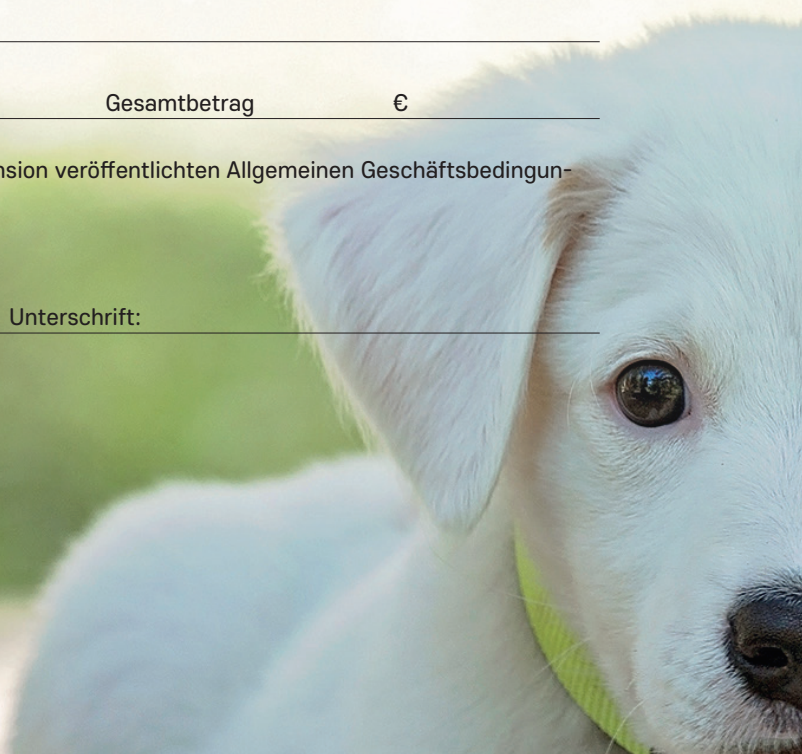 Gesamtbetrag €
nsion veröffentlichten Allgemeinen Geschäftsbedingun-
Unterschrift: